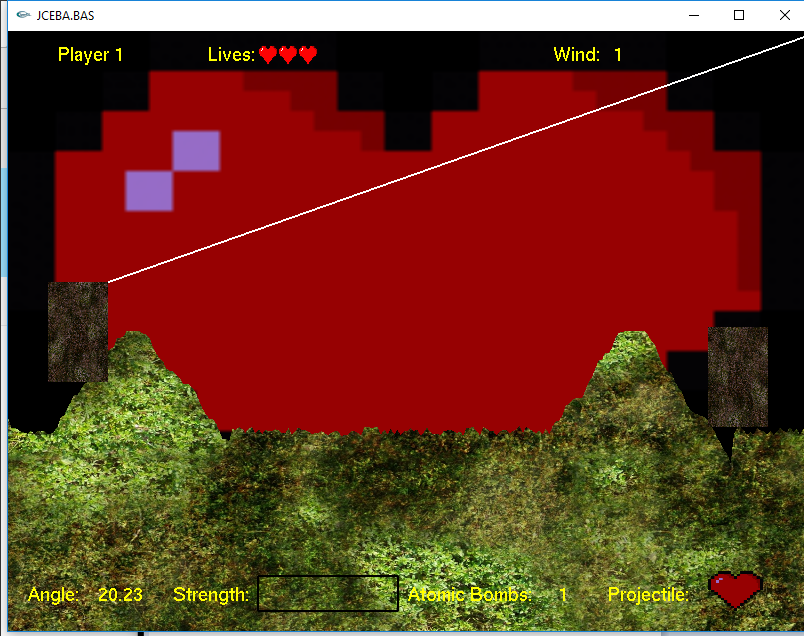 JCEBA.BAS
Player 1 Lives: Wind: 1
Angle: 20.23 Strength: Atomic Bombs: 1 Projectile: